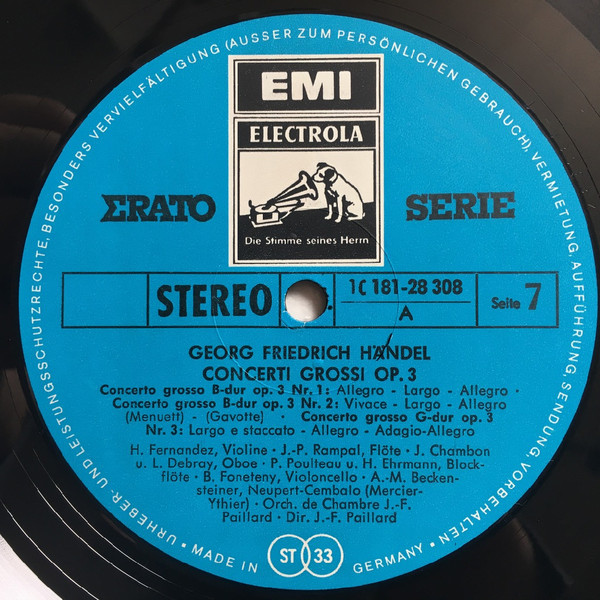 URHEBER- UND LEISTUNGSSCHUTZRECHTE, BESONDERS VERVIELFÄLTIGUNG (AUSSER ZUM PERSÖNLICHEN GEBRAUCH), VERMIETUNG, AUFFÜHRUNG, SENDUNG, VORBEHALTEN
EMI
ELECTROLA
Die Stimme seines Herrn
ERATO SERIE
STEREO
1C 181-28 308
A
Seite 7
GEORG FRIEDRICH HÄNDEL
CONCERTI GROSSI OP. 3
Concerto grosso B-dur op. 3 Nr. 1: Allegro - Largo - Allegro ·
Concerto grosso B-dur op. 3 Nr. 2: Vivace - Largo - Allegro
(Menuett) - (Gavotte) · Concerto grosso G-dur op. 3
Nr. 3: Largo e staccato - Allegro - Adagio-Allegro
H. Fernandez, Violine · J.-P. Rampal, Flöte · J. Chambon
u. L. Debray, Oboe · P. Poulteau u. H. Ehrmann, Block-
flöte · B. Foneteny, Violoncello · A.-M. Becken-
steiner, Neupert-Cembalo (Mercier-
Ythier) · Orch. de Chambre J.-F.
Paillard · Dir. J.-F. Paillard
• MADE IN GERMANY •
ST 33